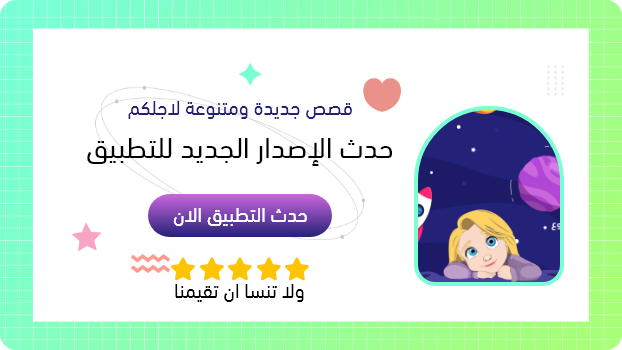 قصص جديدة ومتنوعة لاجلكم
حدث الإصدار الجديد للتطبيق
حدث التطبيق الان
ولا تنسا ان تقيمنا